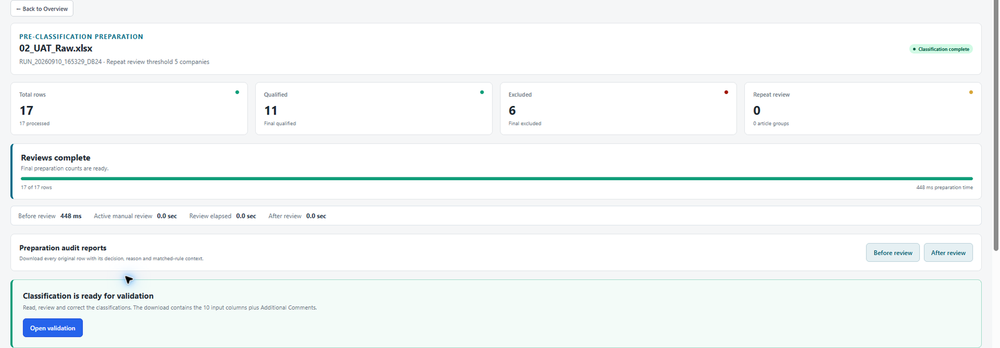 ← Back to Overview
PRE-CLASSIFICATION PREPARATION
02_UAT_Raw.xlsx
RUN_20260910_165329_DB24 · Repeat review threshold 5 companies
Classification complete
Total rows
17
17 processed
Qualified
11
Final qualified
Excluded
6
Final excluded
Repeat review
0
0 article groups
Reviews complete
Final preparation counts are ready.
17 of 17 rows
448 ms preparation time
Before review 448 ms Active manual review 0.0 sec Review elapsed 0.0 sec After review 0.0 sec
Preparation audit reports
Download every original row with its decision, reason and matched-rule context.
Before review
After review
Classification is ready for validation
Read, review and correct the classifications. The download contains the 10 input columns plus Additional Comments.
Open validation